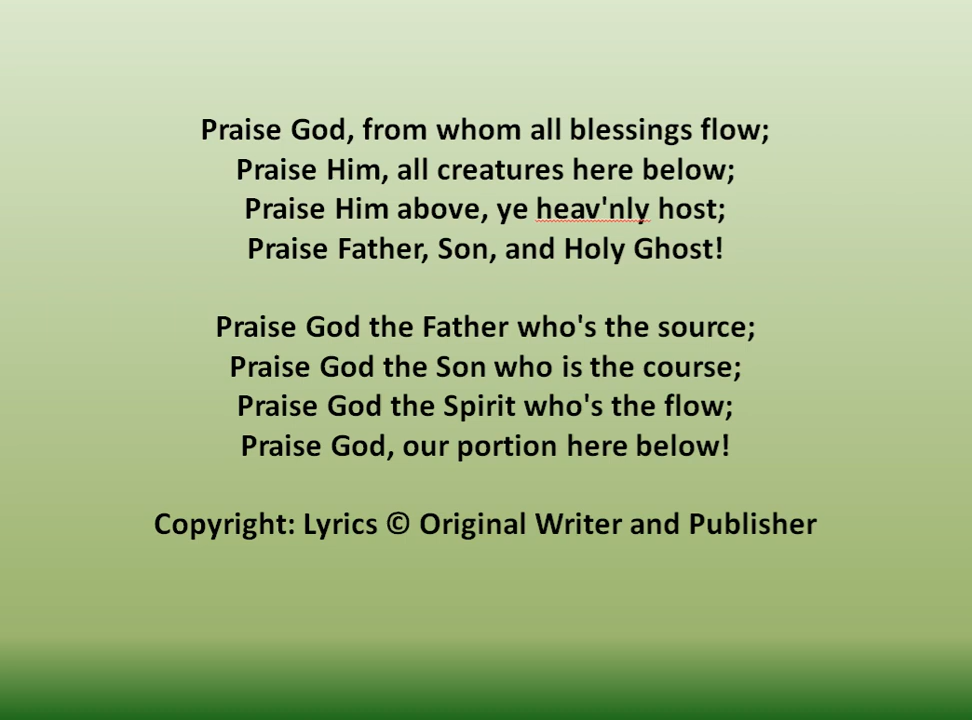 Praise God, from whom all blessings flow;
Praise Him, all creatures here below;
Praise Him above, ye heav'nly host;
Praise Father, Son, and Holy Ghost!
Praise God the Father who's the source;
Praise God the Son who is the course;
Praise God the Spirit who's the flow;
Praise God, our portion here below!
Copyright: Lyrics © Original Writer and Publisher